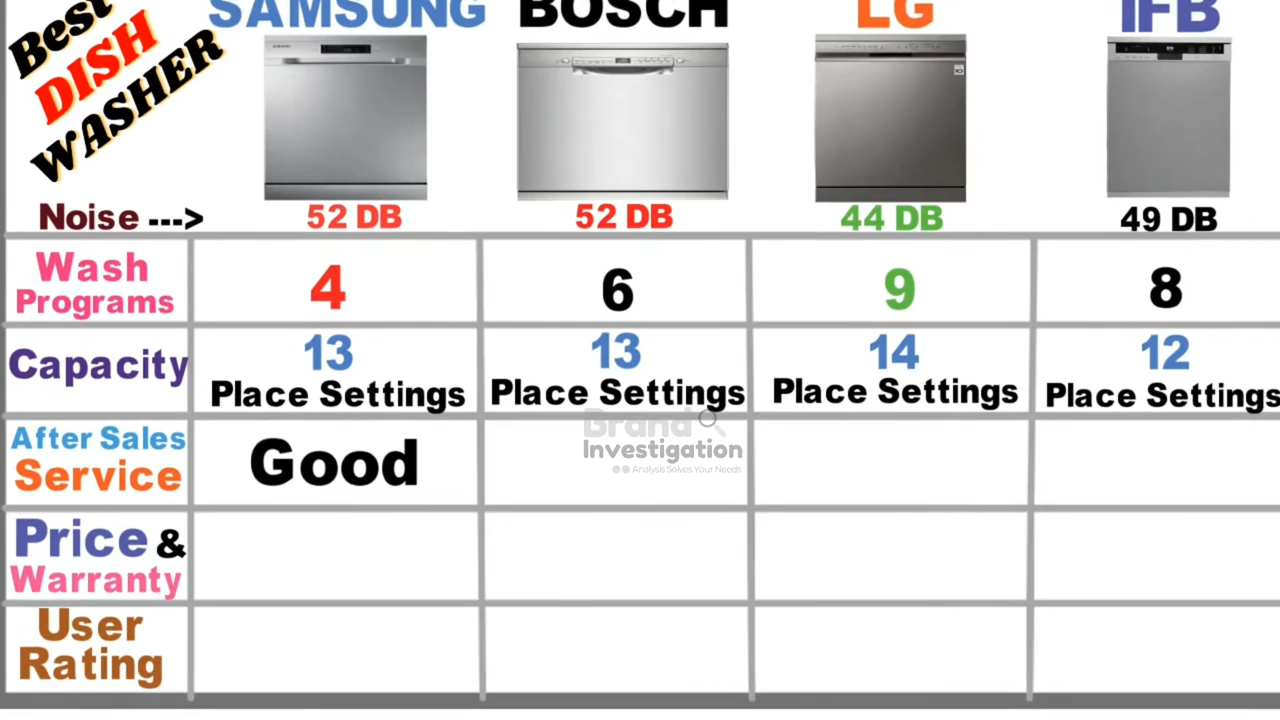 Best
DISH
WASHER
SAMSUNG BOSCH LG IFB
Noise ---> 52 DB 52 DB 44 DB 49 DB
Wash
Programs
4 6 9 8
Capacity
13 13 14 12
Place Settings Place Settings Place Settings Place Settings
After Sales
Service
Good
Brand
Investigation
Analysis Solves Your Needs
Price &
Warranty
User
Rating